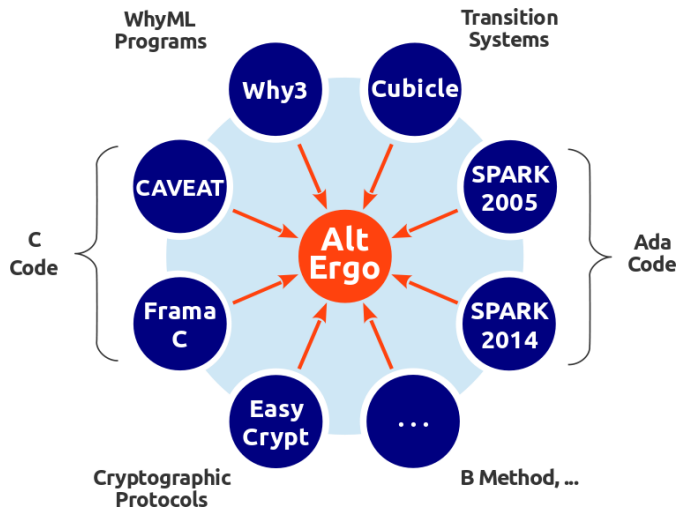 WhyML
Programs
Transition
Systems
Why3
Cubicle
CAVEAT
SPARK
2005
C
Code
Alt
Ergo
Ada
Code
Frama
C
SPARK
2014
Easy
Crypt
...
Cryptographic
Protocols
B Method, ...